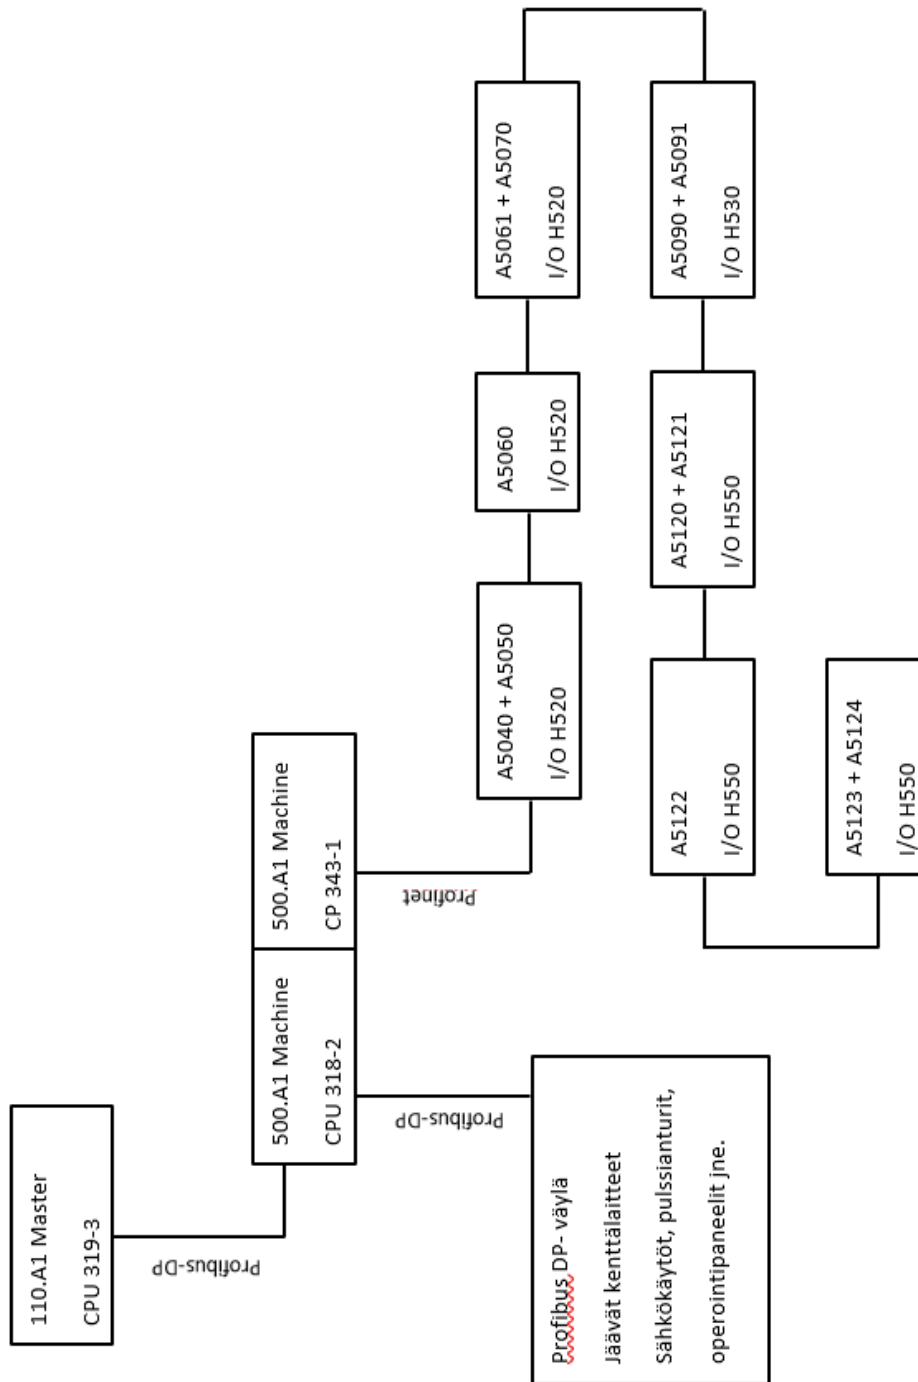 110.A1 Master
CPU 319-3
Profibus-DP
500.A1 Machine
CPU 318-2
500.A1 Machine
CP 343-1
Profibus-DP
Profinet
Profibus DP- väylä
Jäävät kenttälaitteet
Sähkökäytöt, pulssianturit,
operointipaneelit jne.
A5040 + A5050
I/O H520
A5060
I/O H520
A5061 + A5070
I/O H520
A5090 + A5091
I/O H530
A5120 + A5121
I/O H550
A5122
I/O H550
A5123 + A5124
I/O H550